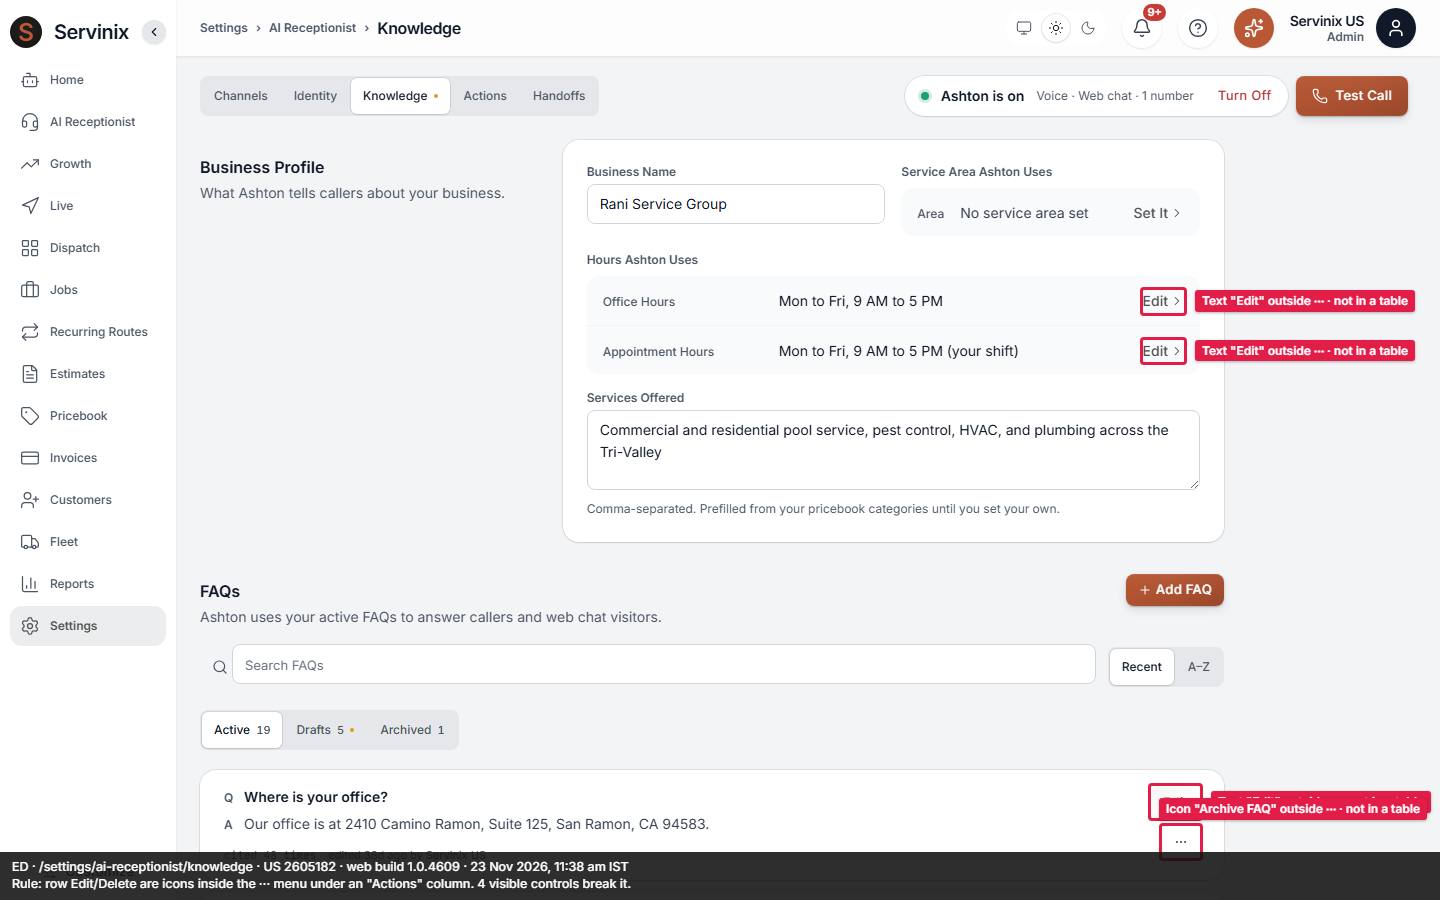 Servinix
Settings › AI Receptionist › Knowledge
9+
Servinix US
Admin
Home
AI Receptionist
Growth
Live
Dispatch
Jobs
Recurring Routes
Estimates
Pricebook
Invoices
Customers
Fleet
Reports
Settings
Channels Identity Knowledge Actions Handoffs
Ashton is on Voice · Web chat · 1 number Turn Off
Test Call
Business Profile
What Ashton tells callers about your business.
Business Name
Rani Service Group
Service Area Ashton Uses
Area No service area set Set It
Hours Ashton Uses
Office Hours Mon to Fri, 9 AM to 5 PM Edit
Text "Edit" outside ··· · not in a table
Appointment Hours Mon to Fri, 9 AM to 5 PM (your shift) Edit
Text "Edit" outside ··· · not in a table
Services Offered
Commercial and residential pool service, pest control, HVAC, and plumbing across the
Tri-Valley
Comma-separated. Prefilled from your pricebook categories until you set your own.
FAQs
+ Add FAQ
Ashton uses your active FAQs to answer callers and web chat visitors.
Search FAQs
Recent A–Z
Active 19 Drafts 5 Archived 1
Q Where is your office?
Icon "Archive FAQ" outside ··· · not in a table
A Our office is at 2410 Camino Ramon, Suite 125, San Ramon, CA 94583.
ED · /settings/ai-receptionist/knowledge · US 2605182 · web build 1.0.4609 · 23 Nov 2026, 11:38 am IST
Rule: row Edit/Delete are icons inside the ··· menu under an "Actions" column. 4 visible controls break it.